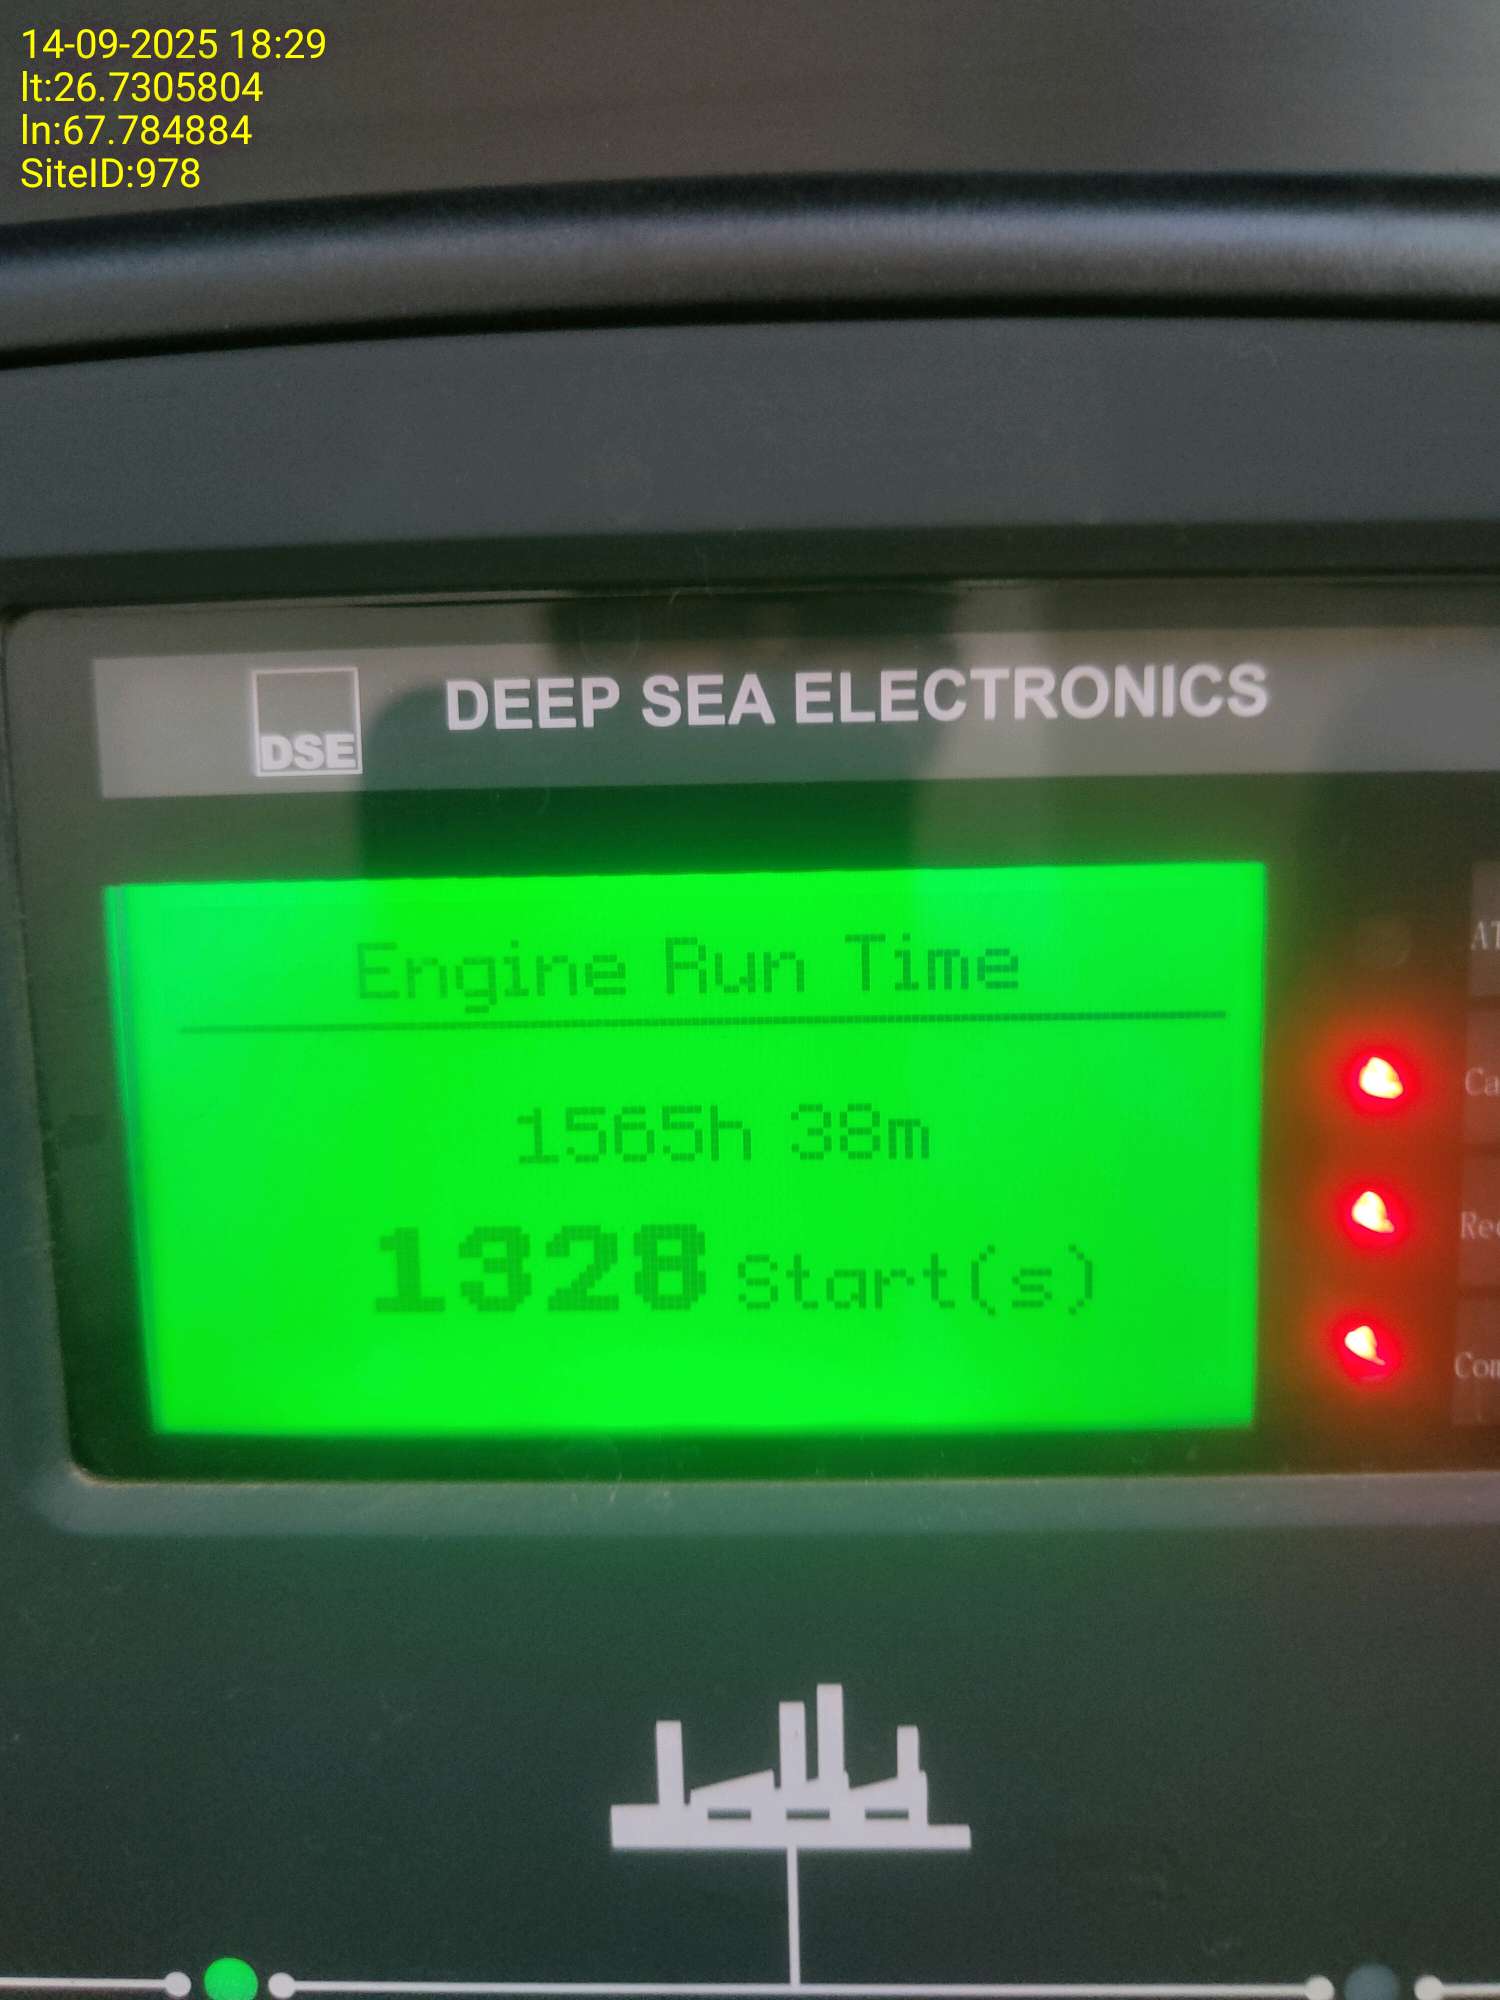 14-09-2025 18:29
lt:26.7305804
ln:67.784884
SiteID:978
DSE
DEEP SEA ELECTRONICS
Engine Run Time
1565h 38m
1328 Start(s)